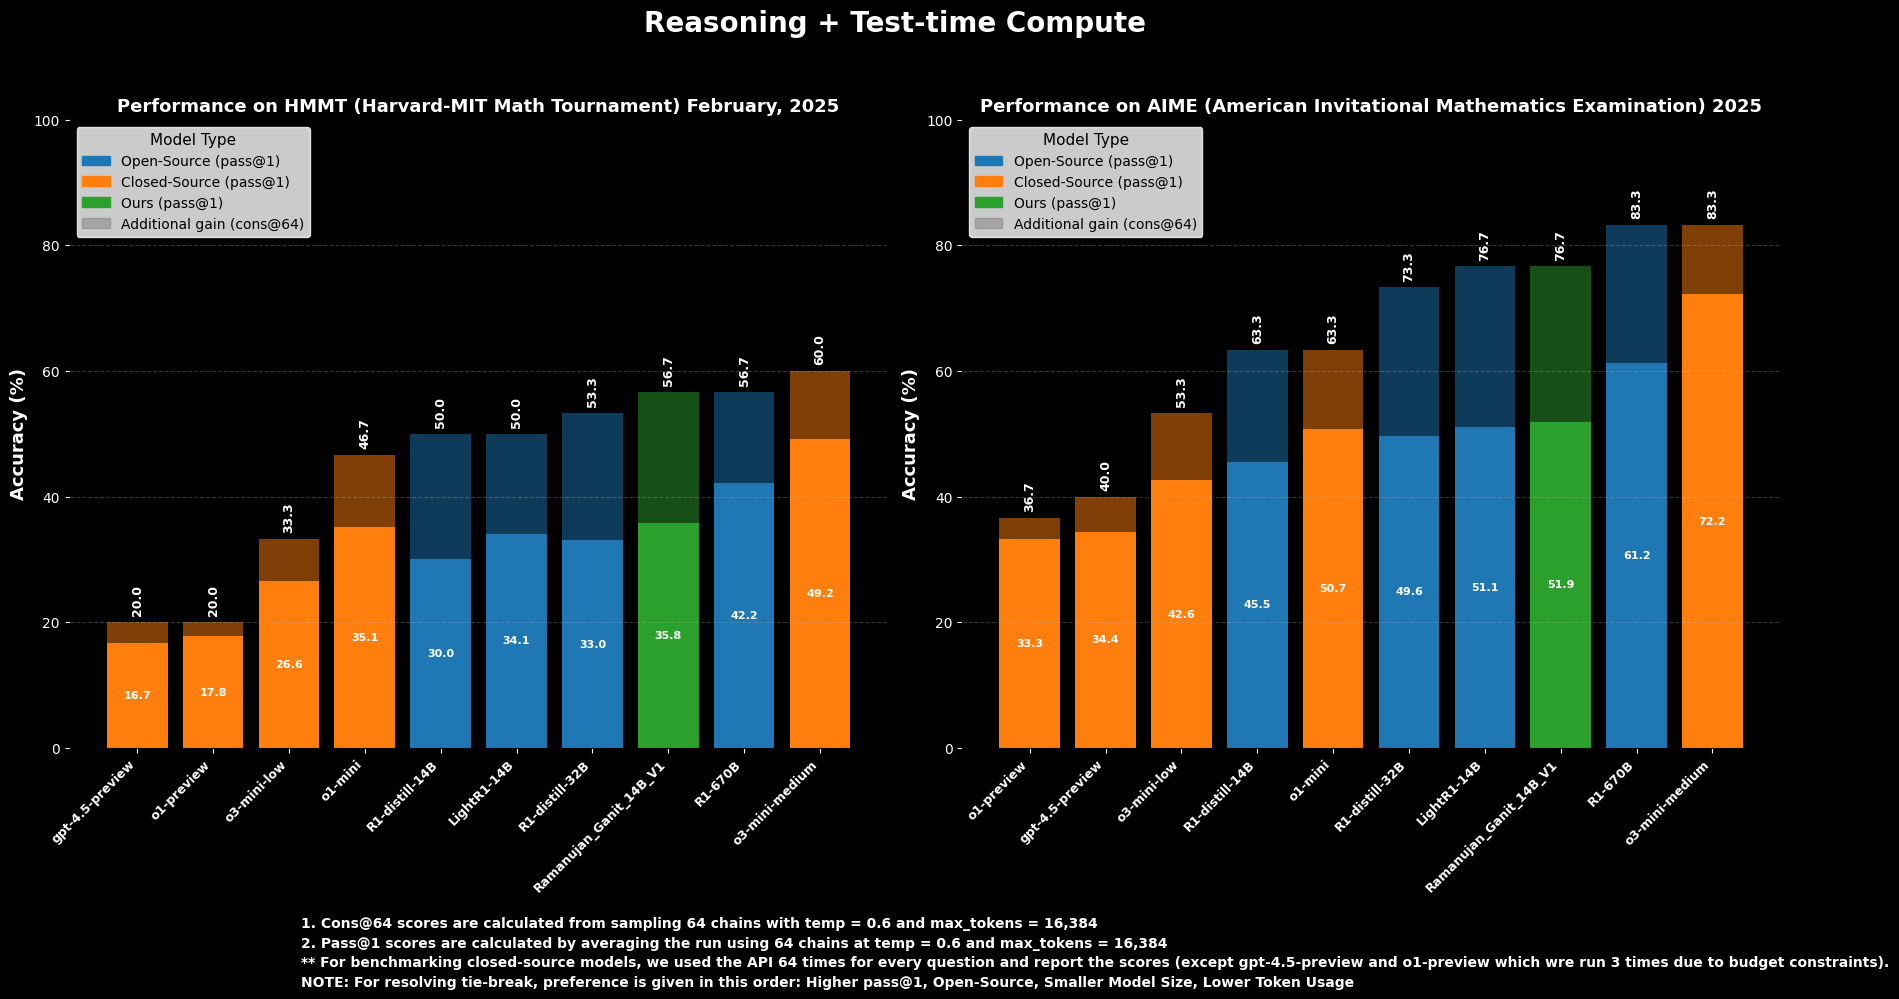 Reasoning + Test-time Compute
Performance on HMMT (Harvard-MIT Math Tournament) February, 2025
Accuracy (%)
100
80
60
40
20
0
Model Type
Open-Source (pass@1)
Closed-Source (pass@1)
Ours (pass@1)
Additional gain (cons@64)
20.0
20.0
33.3
46.7
50.0
50.0
53.3
56.7
56.7
60.0
16.7
17.8
26.6
35.1
30.0
34.1
33.0
35.8
42.2
49.2
gpt-4.5-preview
o1-preview
o3-mini-low
o1-mini
R1-distill-14B
LightR1-14B
R1-distill-32B
Ramanujan_Ganit_14B_V1
R1-670B
o3-mini-medium
Performance on AIME (American Invitational Mathematics Examination) 2025
Accuracy (%)
100
80
60
40
20
0
Model Type
Open-Source (pass@1)
Closed-Source (pass@1)
Ours (pass@1)
Additional gain (cons@64)
36.7
40.0
53.3
63.3
63.3
73.3
76.7
76.7
83.3
83.3
33.3
34.4
42.6
45.5
50.7
49.6
51.1
51.9
61.2
72.2
o1-preview
gpt-4.5-preview
o3-mini-low
R1-distill-14B
o1-mini
R1-distill-32B
LightR1-14B
Ramanujan_Ganit_14B_V1
R1-670B
o3-mini-medium
1. Cons@64 scores are calculated from sampling 64 chains with temp = 0.6 and max_tokens = 16,384
2. Pass@1 scores are calculated by averaging the run using 64 chains at temp = 0.6 and max_tokens = 16,384
** For benchmarking closed-source models, we used the API 64 times for every question and report the scores (except gpt-4.5-preview and o1-preview which wre run 3 times due to budget constraints).
NOTE: For resolving tie-break, preference is given in this order: Higher pass@1, Open-Source, Smaller Model Size, Lower Token Usage